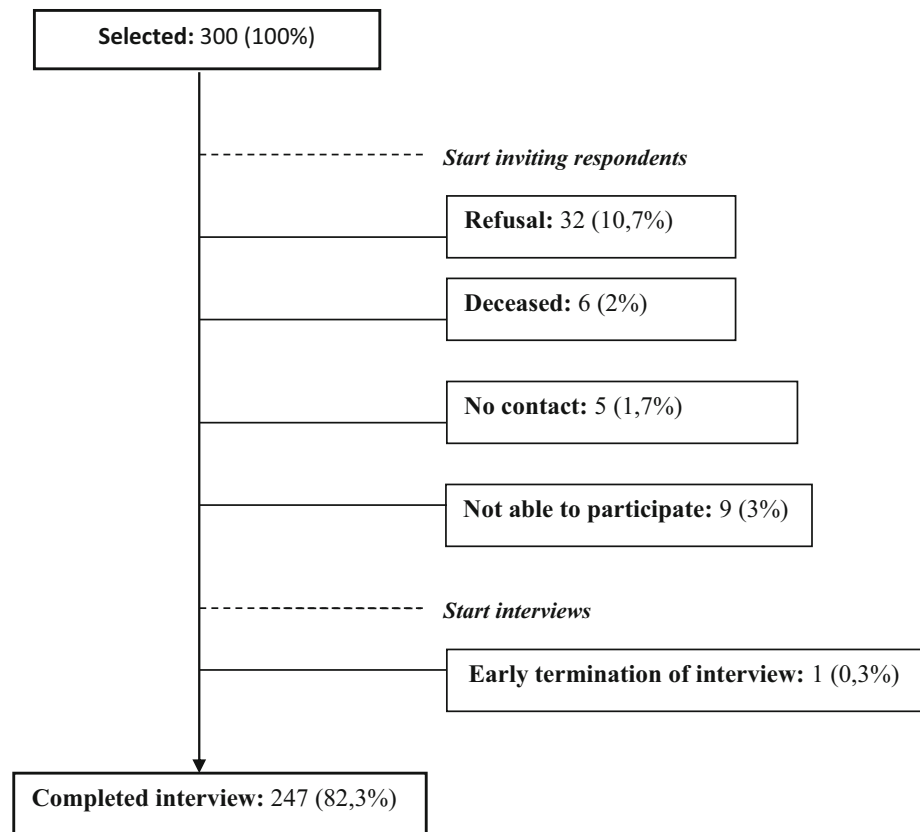 Selected: 300 (100%)
Start inviting respondents
Refusal: 32 (10,7%)
Deceased: 6 (2%)
No contact: 5 (1,7%)
Not able to participate: 9 (3%)
Start interviews
Early termination of interview: 1 (0,3%)
Completed interview: 247 (82,3%)